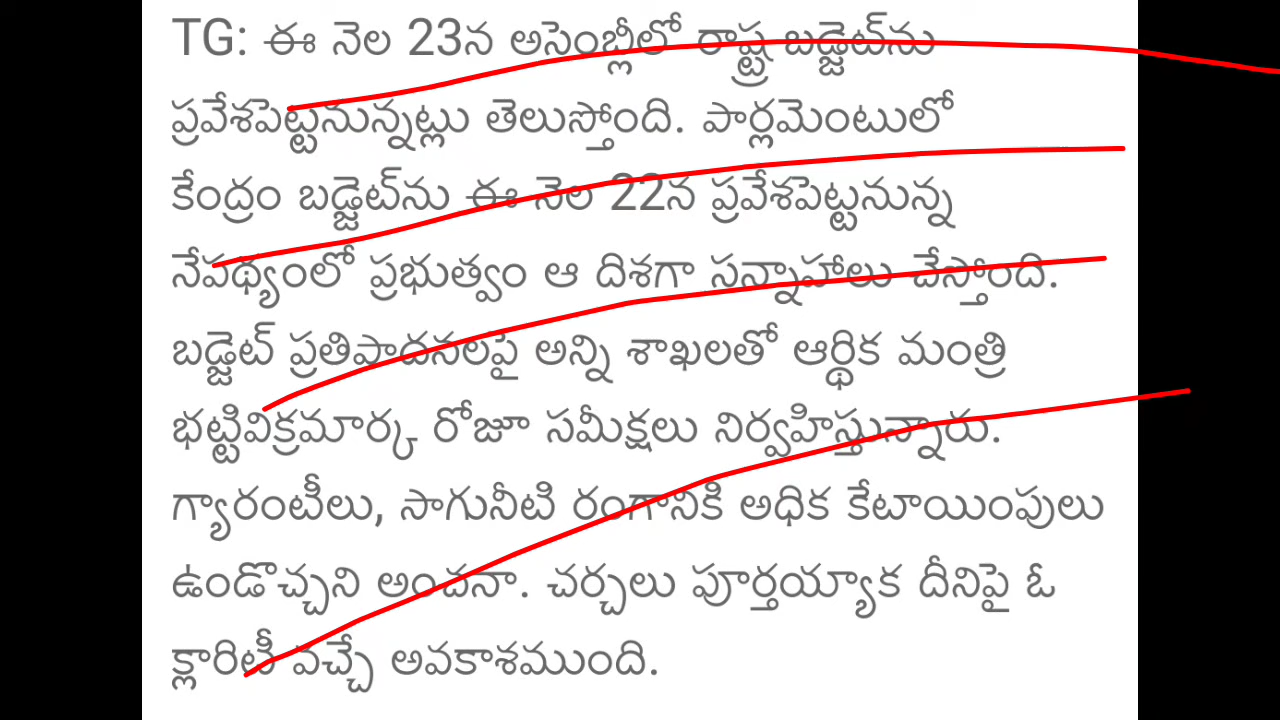 TG: ఈ నెల 23న అసెంబ్లీలో రాష్ట్ర బడ్జెట్‌ను
ప్రవేశపెట్టనున్నట్లు తెలుస్తోంది. పార్లమెంటులో
కేంద్రం బడ్జెట్‌ను ఈ నెల 22న ప్రవేశపెట్టనున్న
నేపథ్యంలో ప్రభుత్వం ఆ దిశగా సన్నాహాలు చేస్తోంది.
బడ్జెట్ ప్రతిపాదనలపై అన్ని శాఖలతో ఆర్థిక మంత్రి
భట్టివిక్రమార్క రోజూ సమీక్షలు నిర్వహిస్తున్నారు.
గ్యారంటీలు, సాగునీటి రంగానికి అధిక కేటాయింపులు
ఉండొచ్చని అంచనా. చర్చలు పూర్తయ్యాక దీనిపై ఓ
క్లారిటీ వచ్చే అవకాశముంది.